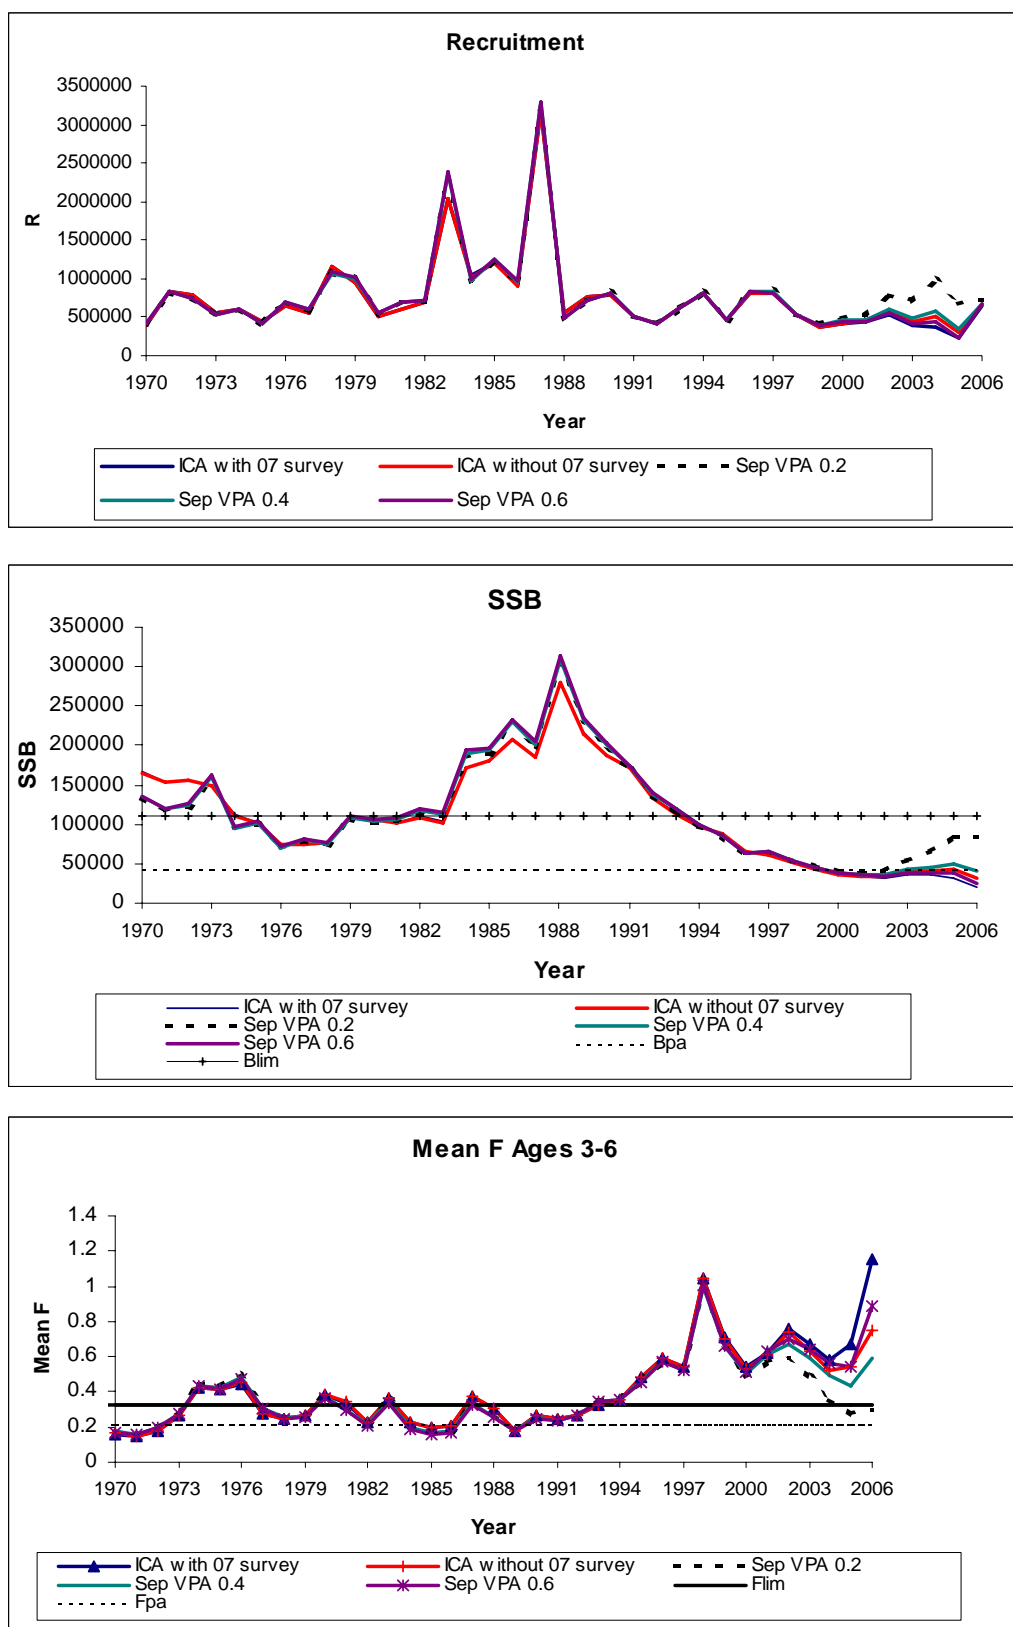 Recruitment
3500000
3000000
2500000
2000000
1500000
1000000
500000
0
R
1970 1973 1976 1979 1982 1985 1988 1991 1994 1997 2000 2003 2006
Year
ICA with 07 survey ICA without 07 survey Sep VPA 0.2
Sep VPA 0.4 Sep VPA 0.6
SSB
350000
300000
250000
200000
150000
100000
50000
0
SSB
1970 1973 1976 1979 1982 1985 1988 1991 1994 1997 2000 2003 2006
Year
ICA with 07 survey ICA without 07 survey
Sep VPA 0.2 Sep VPA 0.4
Sep VPA 0.6 Bpa
Blim
Mean F Ages 3-6
1.4
1.2
1
0.8
0.6
0.4
0.2
0
Mean F
1970 1973 1976 1979 1982 1985 1988 1991 1994 1997 2000 2003 2006
Year
ICA with 07 survey ICA without 07 survey Sep VPA 0.2
Sep VPA 0.4 Sep VPA 0.6 Flim
Fpa